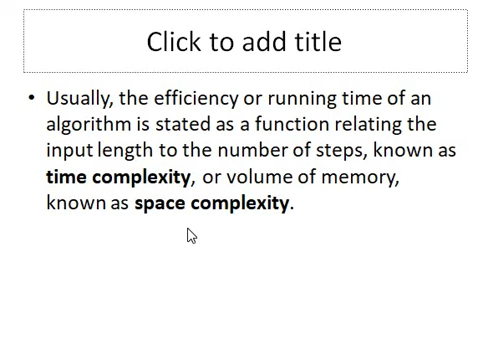 Click to add title
• Usually, the efficiency or running time of an
algorithm is stated as a function relating the
input length to the number of steps, known as
time complexity, or volume of memory,
known as space complexity.